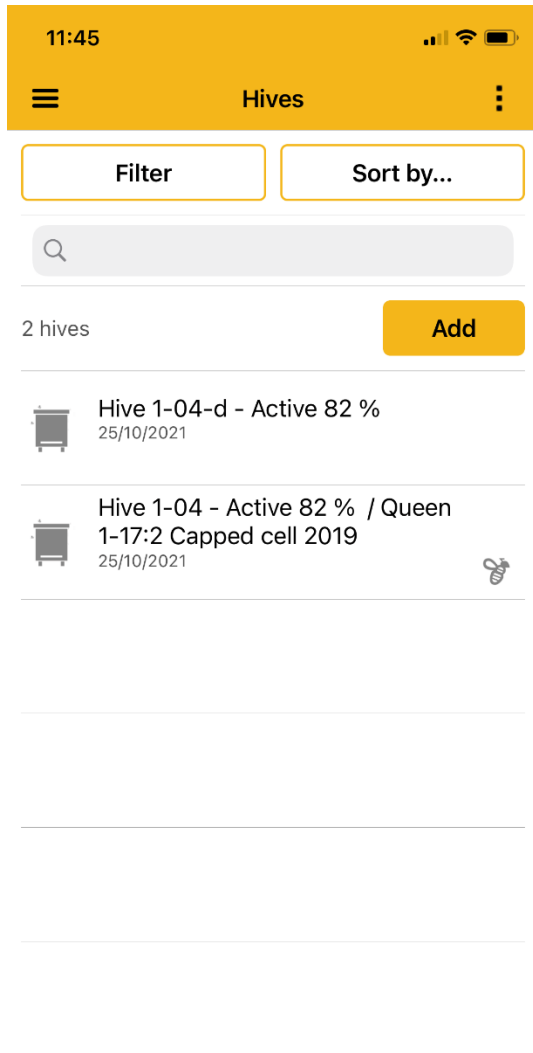 11:45
Hives
Filter
Sort by...
2 hives
Add
Hive 1-04-d - Active 82 %
25/10/2021
Hive 1-04 - Active 82 % / Queen
1-17:2 Capped cell 2019
25/10/2021